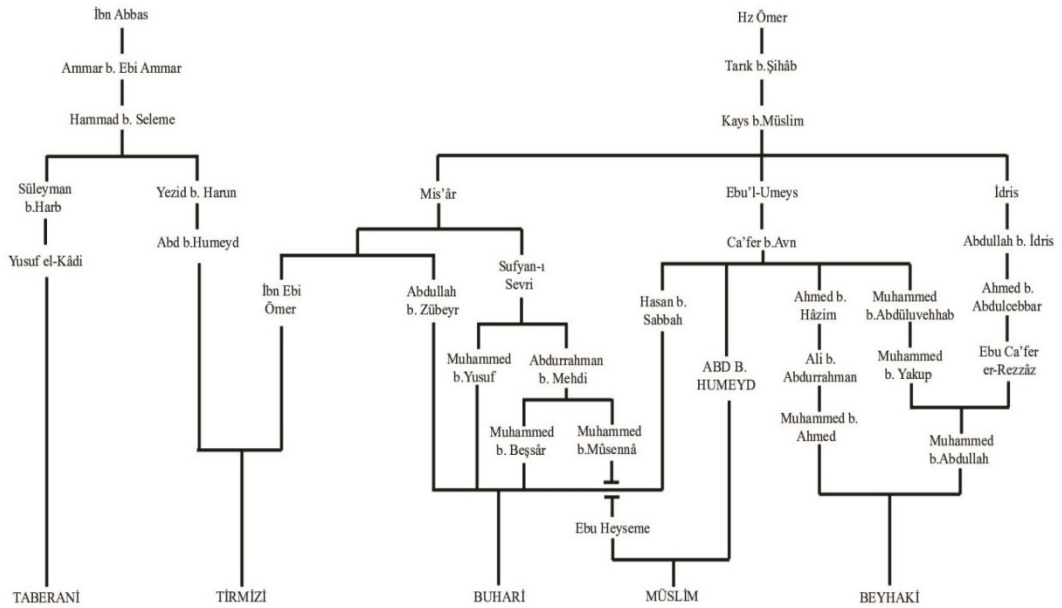 İbn Abbas
Hz Ömer
Ammar b. Ebi Ammar
Tarık b.Şihâb
Hammad b. Seleme
Kays b.Müslim
Süleyman
b.Harb
Yezid b. Harun
Mis’âr
Ebu’l-Umeys
İdris
Yusuf el-Kâdi
Abd b.Humeyd
Ca’fer b.Avn
Abdullah b. İdris
İbn Ebi
Ömer
Abdullah
b. Zübeyr
Sufyan-ı
Sevri
Hasan b.
Sabbah
Ahmed b.
Hâzim
Muhammed
b.Abdüluvehhab
Ahmed b.
Abdulcebbar
Muhammed
b.Yusuf
Abdurrahman
b. Mehdi
ABD B.
HUMEYD
Ali b.
Abdurrahman
Muhammed
b. Yakup
Ebu Ca’fer
er-Rezzâz
Muhammed
b. Beşsâr
Muhammed
b.Mûsennâ
Muhammed b.
Ahmed
Muhammed
b.Abdullah
Ebu Heyseme
TABERANİ
TİRMİZİ
BUHARİ
MÜSLİM
BEYHAKİ